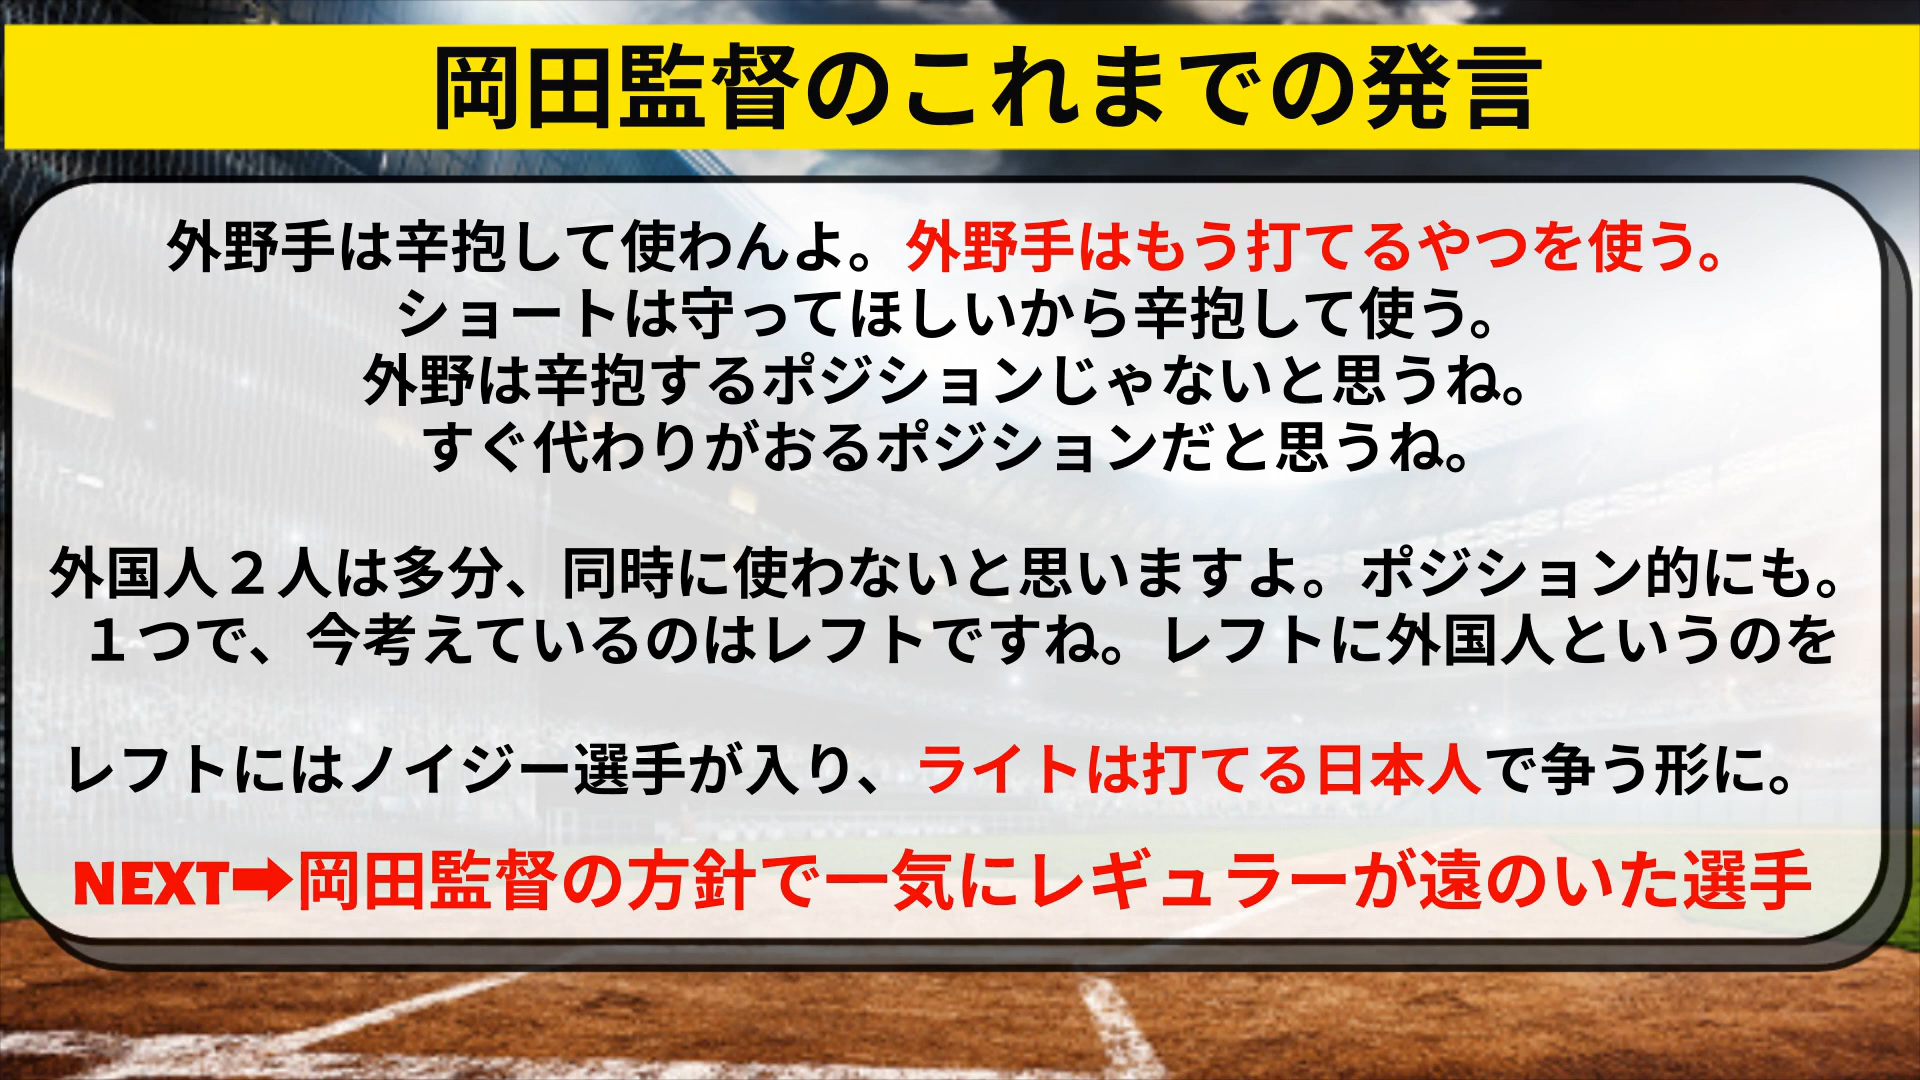 岡田監督のこれまでの発言
外野手は辛抱して使わんよ。外野手はもう打てるやつを使う。
ショートは守ってほしいから辛抱して使う。
外野は辛抱するポジションじゃないと思うね。
すぐ代わりがおるポジションだと思うね。
外国人２人は多分、同時に使わないと思いますよ。ポジション的にも。
１つで、今考えているのはレフトですね。レフトに外国人というのを
レフトにはノイジー選手が入り、ライトは打てる日本人で争う形に。
NEXT➡岡田監督の方針で一気にレギュラーが遠のいた選手